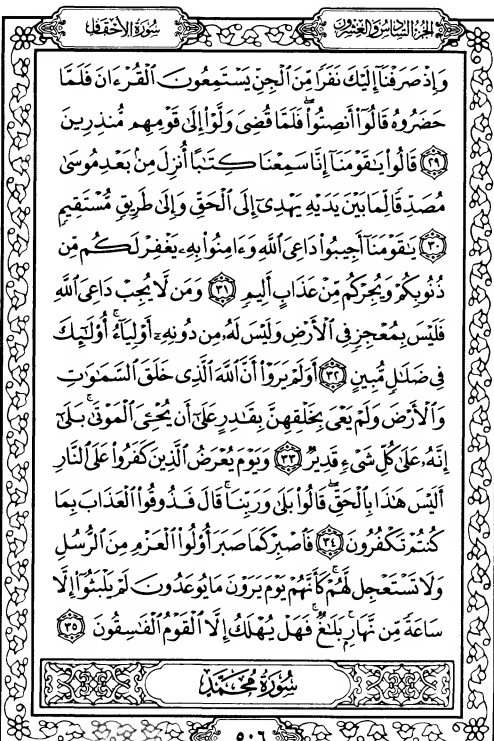 الجزء السادس والعشرون
سورة الأحقاف
وَإِذْ صَرَفْنَآ إِلَيْكَ نَفَرًا مِّنَ ٱلْجِنِّ يَسْتَمِعُونَ ٱلْقُرْءَانَ فَلَمَّا
حَضَرُوهُ قَالُوٓا۟ أَنصِتُوا۟ۖ فَلَمَّا قُضِىَ وَلَّوْا۟ إِلَىٰ قَوْمِهِم مُّنذِرِينَ
﴿٢٩﴾ قَالُوا۟ يَٰقَوْمَنَآ إِنَّا سَمِعْنَا كِتَٰبًا أُنزِلَ مِنۢ بَعْدِ مُوسَىٰ
مُصَدِّقًا لِّمَا بَيْنَ يَدَيْهِ يَهْدِىٓ إِلَى ٱلْحَقِّ وَإِلَىٰ طَرِيقٍ مُّسْتَقِيمٍ
﴿٣٠﴾ يَٰقَوْمَنَآ أَجِيبُوا۟ دَاعِىَ ٱللَّهِ وَءَامِنُوا۟ بِهِۦ يَغْفِرْ لَكُم مِّن
ذُنُوبِكُمْ وَيُجِرْكُم مِّنْ عَذَابٍ أَلِيمٍ ﴿٣١﴾ وَمَن لَّا يُجِبْ دَاعِىَ ٱللَّهِ
فَلَيْسَ بِمُعْجِزٍ فِى ٱلْأَرْضِ وَلَيْسَ لَهُۥ مِن دُونِهِۦٓ أَوْلِيَآءُۚ أُو۟لَٰٓئِكَ
فِى ضَلَٰلٍ مُّبِينٍ ﴿٣٢﴾ أَوَلَمْ يَرَوْا۟ أَنَّ ٱللَّهَ ٱلَّذِى خَلَقَ ٱلسَّمَٰوَٰتِ
وَٱلْأَرْضَ وَلَمْ يَعْىَ بِخَلْقِهِنَّ بِقَٰدِرٍ عَلَىٰٓ أَن يُحْۦِىَ ٱلْمَوْتَىٰۚ بَلَىٰٓ
إِنَّهُۥ عَلَىٰ كُلِّ شَىْءٍ قَدِيرٌ ﴿٣٣﴾ وَيَوْمَ يُعْرَضُ ٱلَّذِينَ كَفَرُوا۟ عَلَى ٱلنَّارِ
أَلَيْسَ هَٰذَا بِٱلْحَقِّۖ قَالُوا۟ بَلَىٰ وَرَبِّنَاۚ قَالَ فَذُوقُوا۟ ٱلْعَذَابَ بِمَا
كُنتُمْ تَكْفُرُونَ ﴿٣٤﴾ فَٱصْبِرْ كَمَا صَبَرَ أُو۟لُوا۟ ٱلْعَزْمِ مِنَ ٱلرُّسُلِ
وَلَا تَسْتَعْجِل لَّهُمْۚ كَأَنَّهُمْ يَوْمَ يَرَوْنَ مَا يُوعَدُونَ لَمْ يَلْبَثُوٓا۟ إِلَّا
سَاعَةً مِّن نَّهَارٍۭۚ بَلَٰغٌۚ فَهَلْ يُهْلَكُ إِلَّا ٱلْقَوْمُ ٱلْفَٰسِقُونَ ﴿٣٥﴾
سورة محمد
٥٠٦